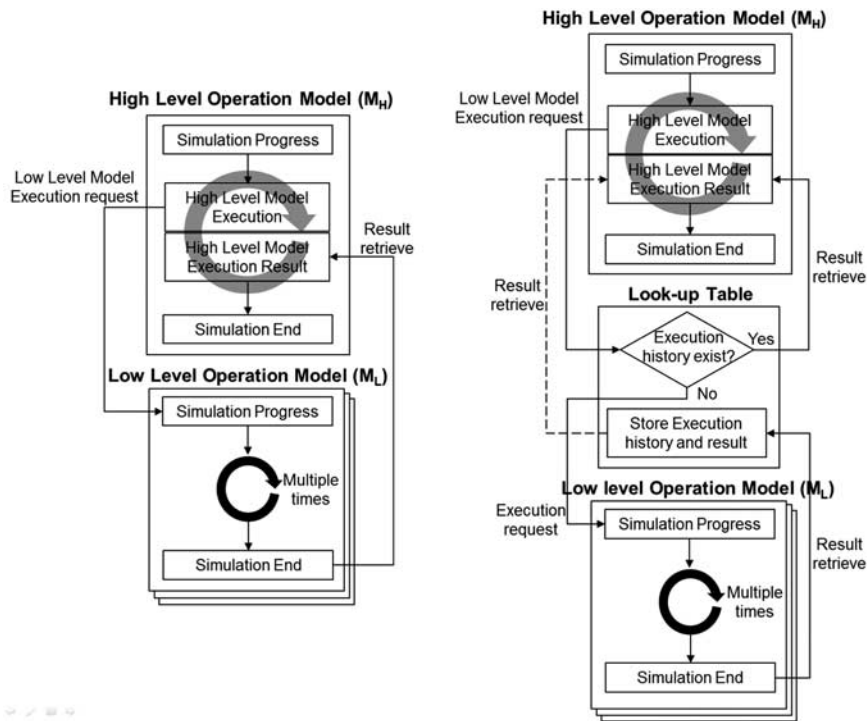 High Level Operation Model (M_H)
Simulation Progress
Low Level Model
Execution request
High Level Model
Execution
High Level Model
Execution Result
Result
retrieve
Simulation End
Low Level Operation Model (M_L)
Simulation Progress
Multiple
times
Simulation End
High Level Operation Model (M_H)
Simulation Progress
Low Level Model
Execution request
High Level Model
Execution
High Level Model
Execution Result
Simulation End
Result
retrieve
Result
retrieve
Look-up Table
Execution
history exist?
Yes
No
Store Execution
history and result
Low level Operation Model (M_L)
Execution
request
Simulation Progress
Result
retrieve
Multiple
times
Simulation End